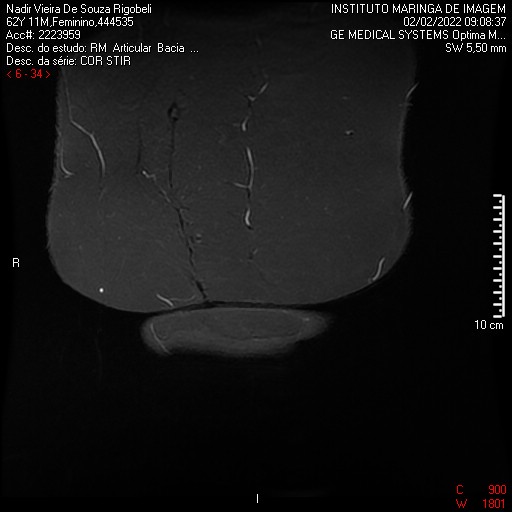 Nadir Vieira De Souza Rigobeli
62Y 11M,Feminino,444535
Acc#: 2223959
Desc. do estudo: RM Articular Bacia ...
Desc. da série: COR STIR
< 6 - 34 >
INSTITUTO MARINGA DE IMAGEM
02/02/2022 09:08:37
GE MEDICAL SYSTEMS Optima M...
SW 5,50 mm
R
10 cm
I
C 900
W 1801